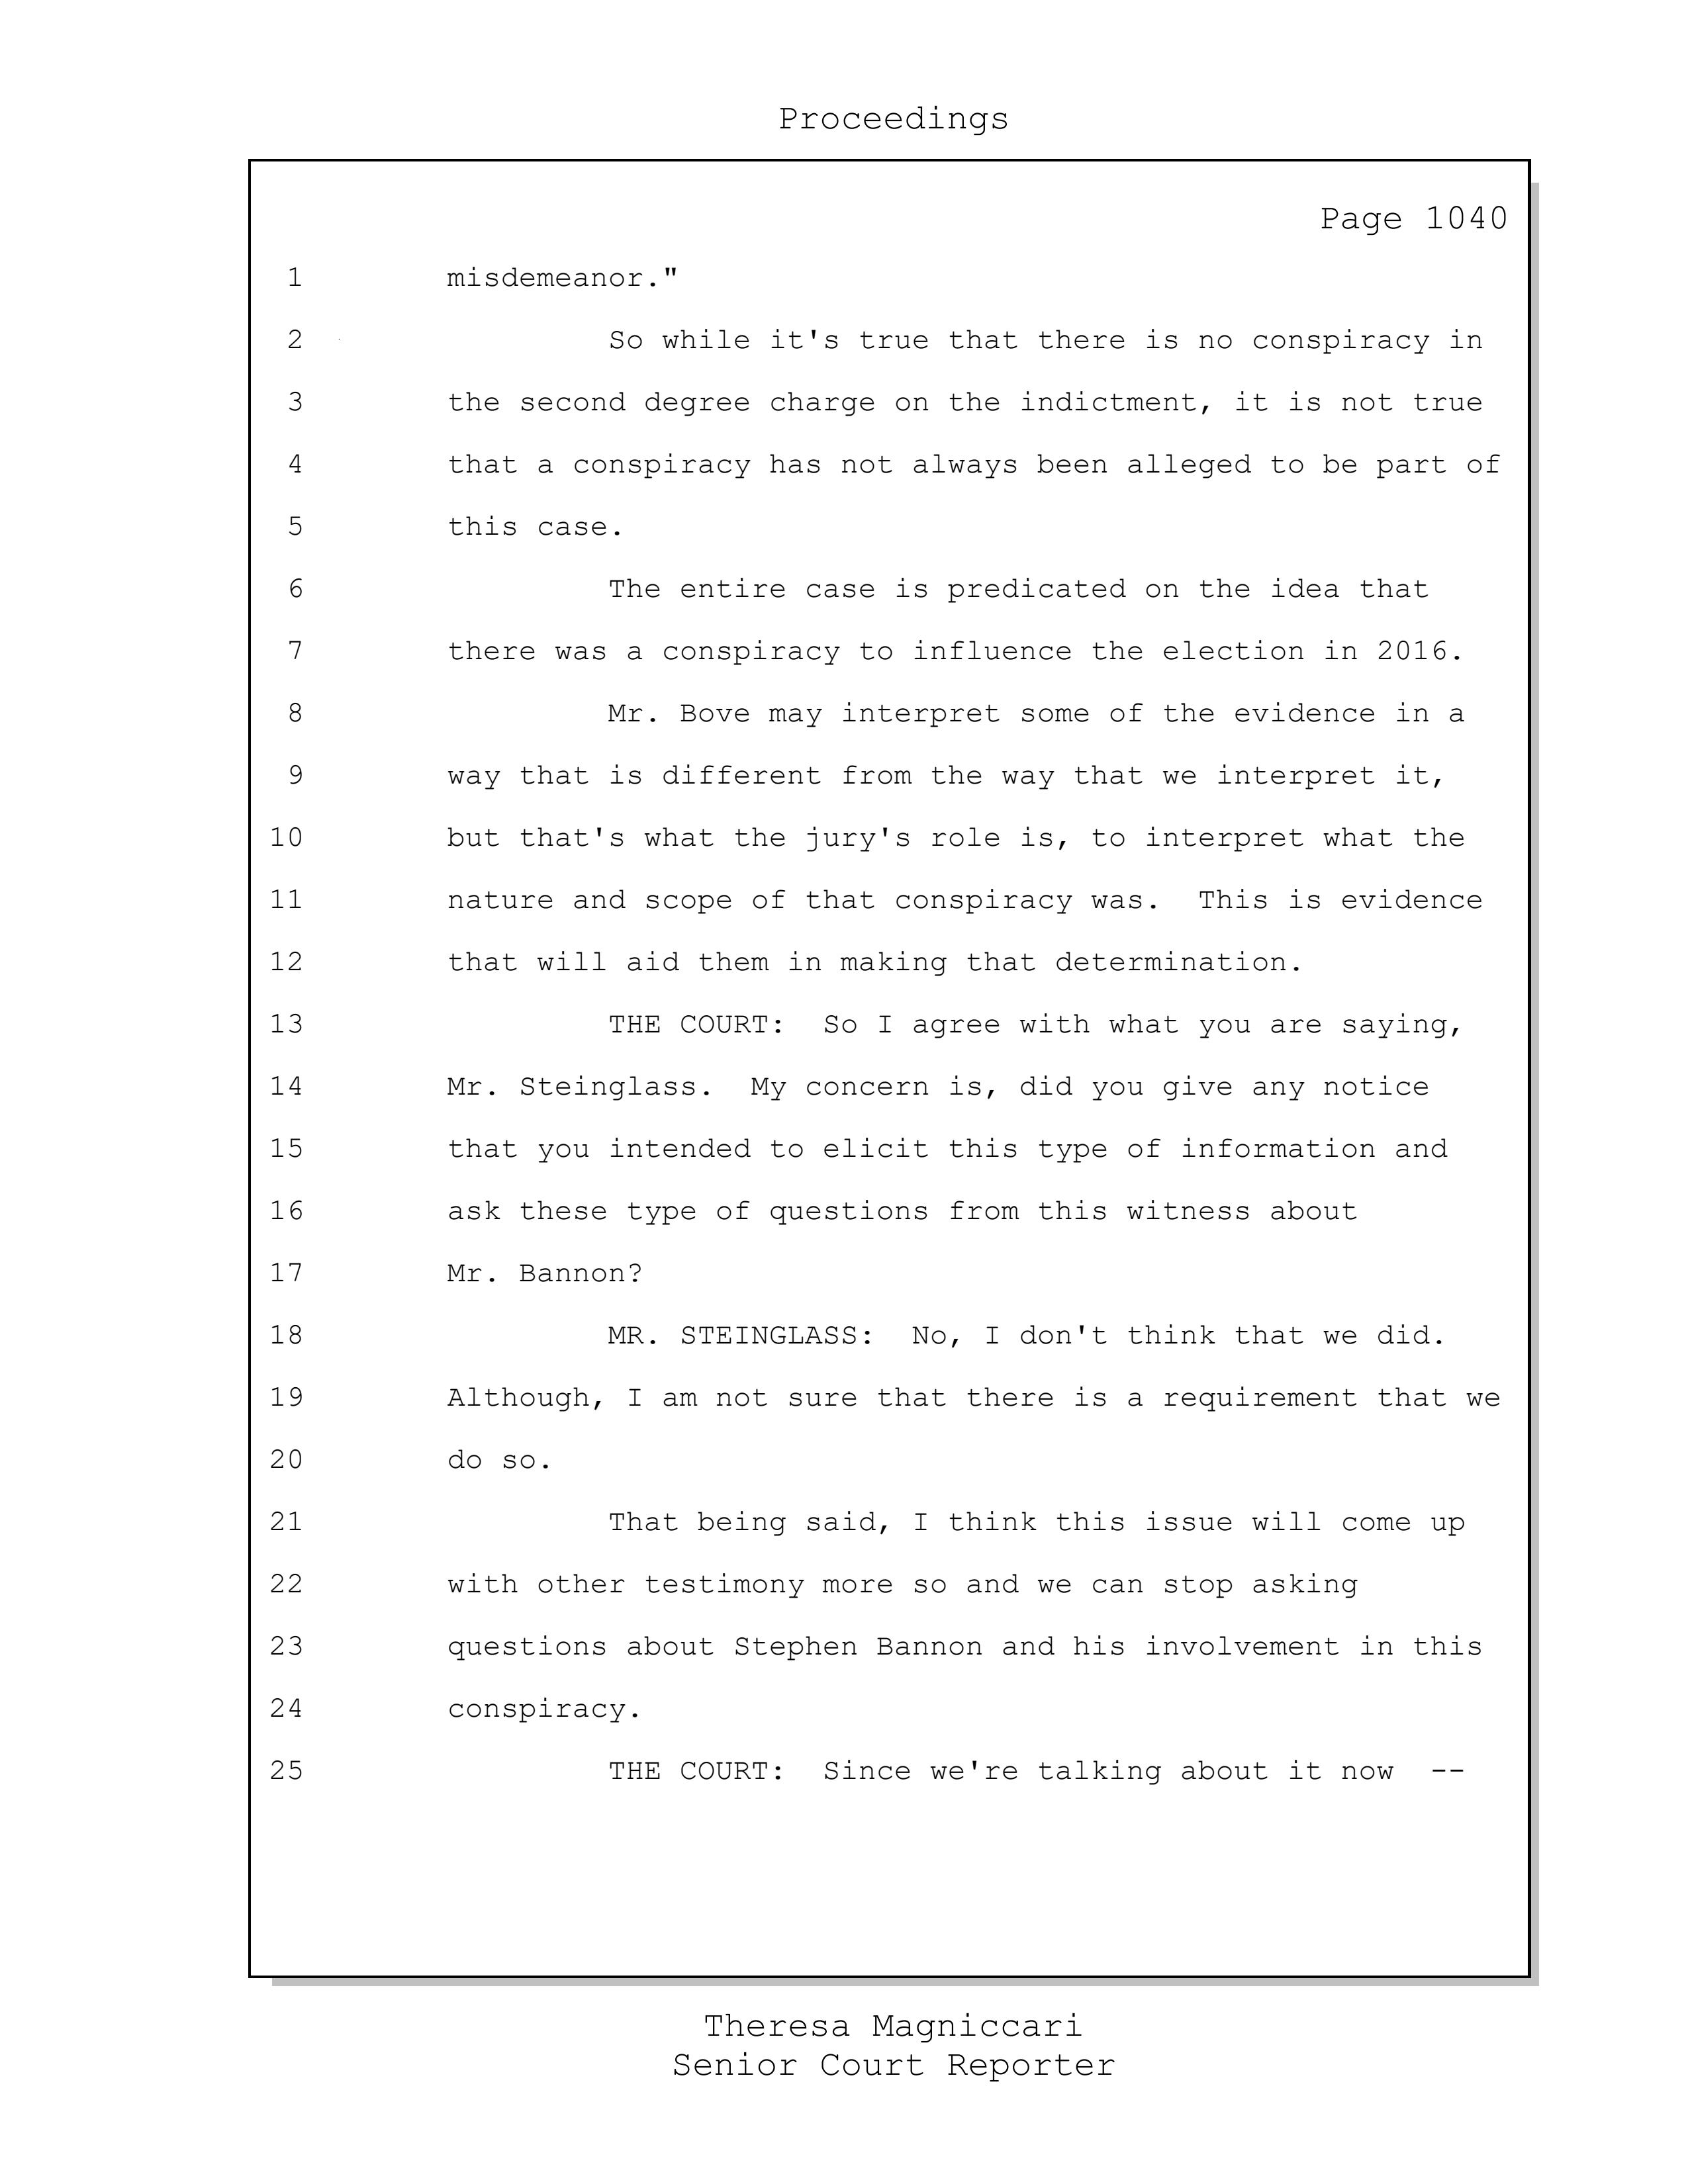 Proceedings
Page 1040
1 misdemeanor."
2 So while it's true that there is no conspiracy in
3 the second degree charge on the indictment, it is not true
4 that a conspiracy has not always been alleged to be part of
5 this case.
6 The entire case is predicated on the idea that
7 there was a conspiracy to influence the election in 2016.
8 Mr. Bove may interpret some of the evidence in a
9 way that is different from the way that we interpret it,
10 but that's what the jury's role is, to interpret what the
11 nature and scope of that conspiracy was.  This is evidence
12 that will aid them in making that determination.
13 THE COURT:  So I agree with what you are saying,
14 Mr. Steinglass.  My concern is, did you give any notice
15 that you intended to elicit this type of information and
16 ask these type of questions from this witness about
17 Mr. Bannon?
18 MR. STEINGLASS:  No, I don't think that we did.
19 Although, I am not sure that there is a requirement that we
20 do so.
21 That being said, I think this issue will come up
22 with other testimony more so and we can stop asking
23 questions about Stephen Bannon and his involvement in this
24 conspiracy.
25 THE COURT:  Since we're talking about it now  --
Theresa Magniccari
Senior Court Reporter